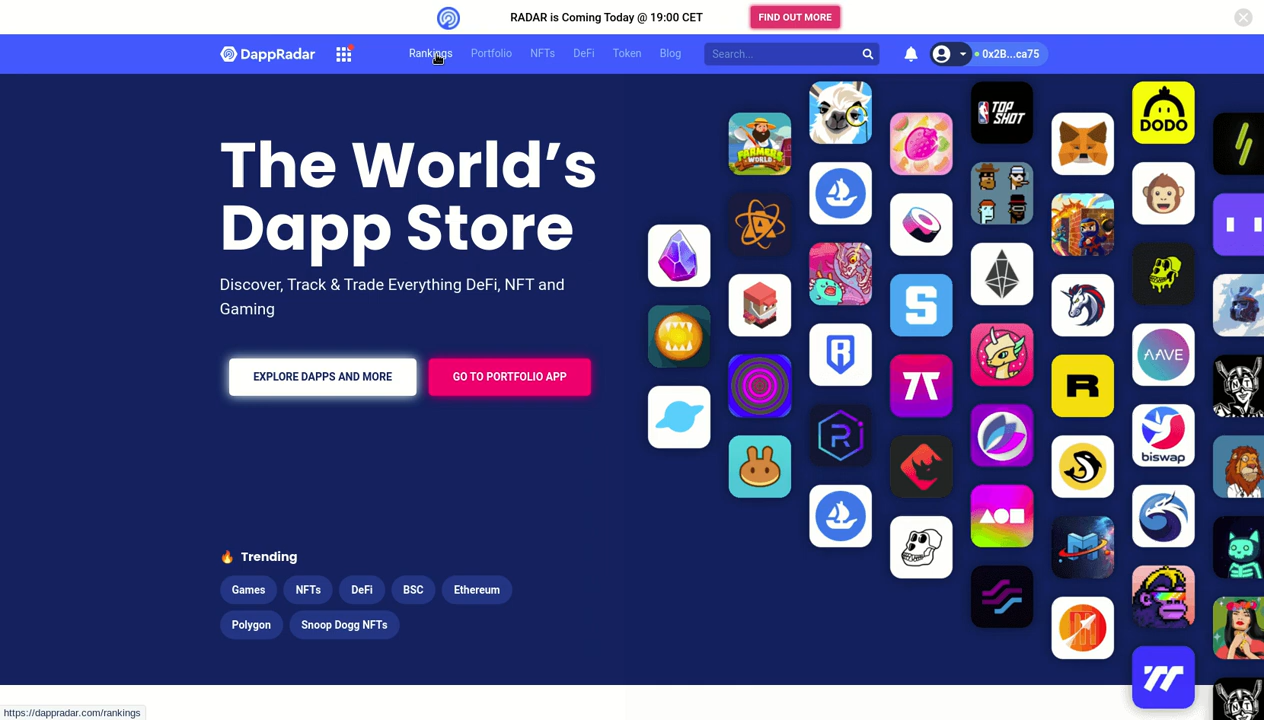 RADAR is Coming Today @ 19:00 CET
FIND OUT MORE
DappRadar
Rankings
Portfolio
NFTs
DeFi
Token
Blog
Search...
0x2B...ca75
The World’s
Dapp Store
Discover, Track & Trade Everything DeFi, NFT and
Gaming
EXPLORE DAPPS AND MORE
GO TO PORTFOLIO APP
FARMERS
WORLD
NBA
TOP
SHOT
DODO
S
R
AAVE
R
R
biswap
M
🔥 Trending
Games
NFTs
DeFi
BSC
Ethereum
Polygon
Snoop Dogg NFTs
https://dappradar.com/rankings